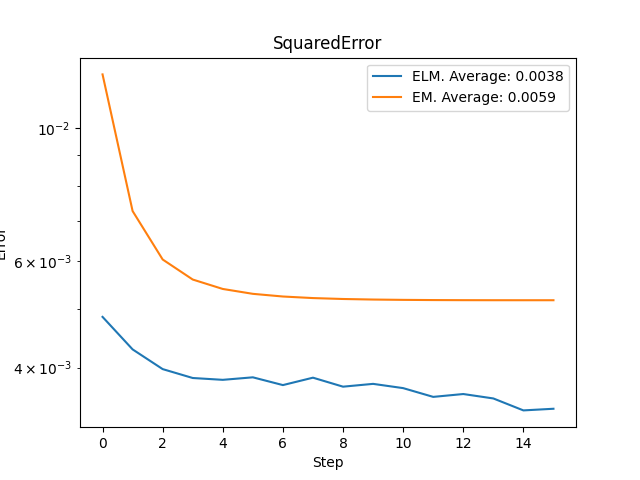 SquaredError
ELM. Average: 0.0038
EM. Average: 0.0059
Error
10⁻²
6 × 10⁻³
4 × 10⁻³
0 2 4 6 8 10 12 14
Step